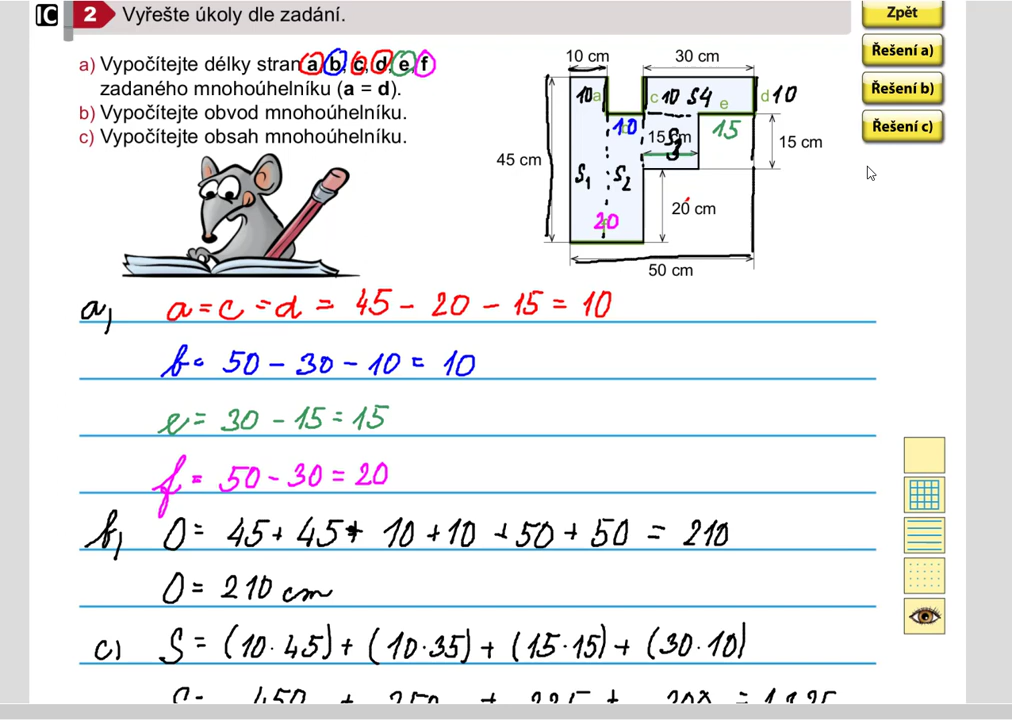 IC 2 Vyřešte úkoly dle zadání.
Zpět
Řešení a)
Řešení b)
Řešení c)
a) Vypočítejte délky stran a, b, c, d, e, f
zadaného mnohoúhelníku (a = d).
b) Vypočítejte obvod mnohoúhelníku.
c) Vypočítejte obsah mnohoúhelníku.
10 cm 30 cm
10 a c 10 S4 e d 10
10 15 cm 15 15 cm
45 cm S1 S2 S3
20 20 cm
50 cm
a) a = c = d = 45 - 20 - 15 = 10
b = 50 - 30 - 10 = 10
e = 30 - 15 = 15
f = 50 - 30 = 20
b) O = 45 + 45 + 10 + 10 + 50 + 50 = 210
O = 210 cm
c) S = (10 · 45) + (10 · 35) + (15 · 15) + (30 · 10)